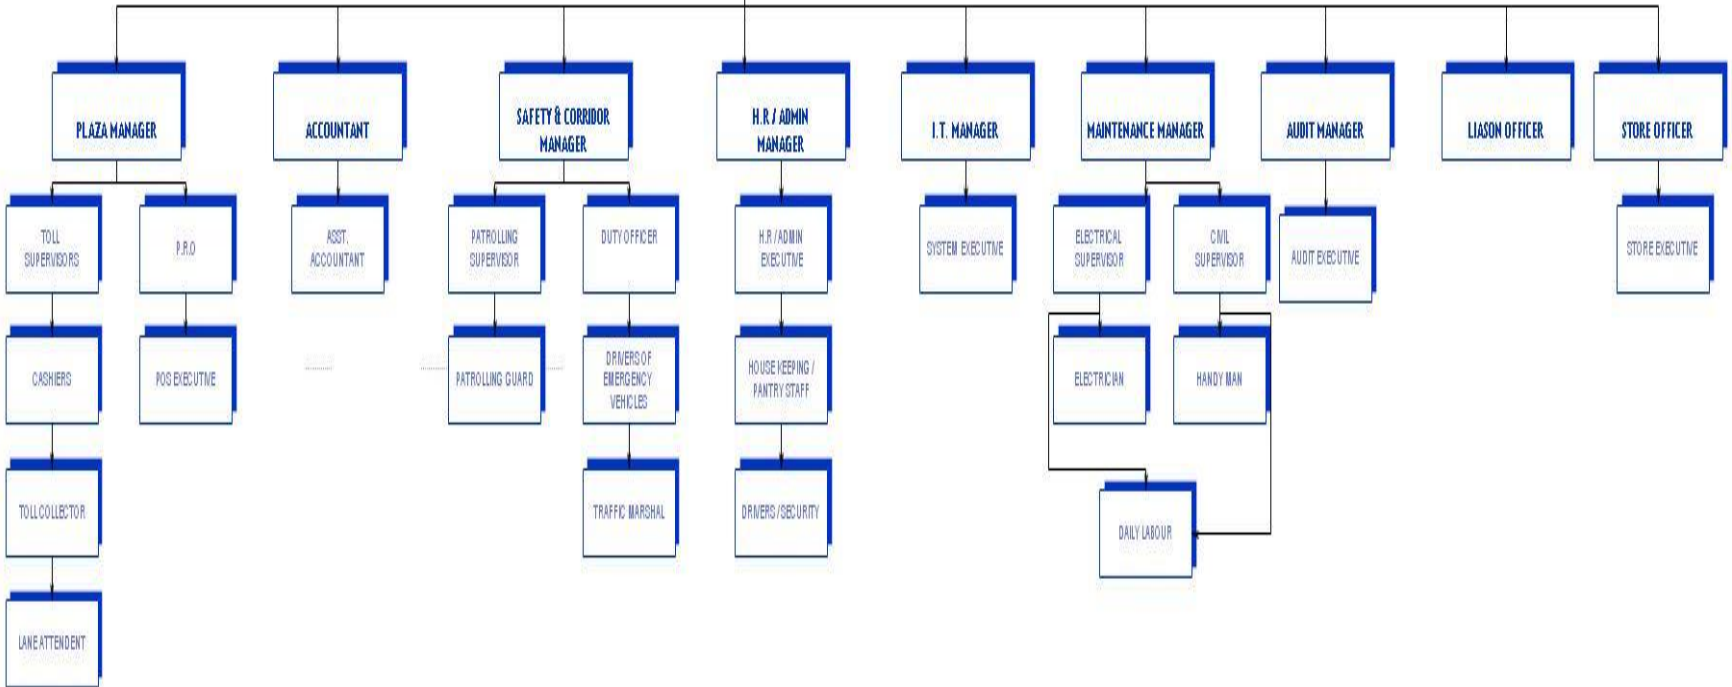 PLAZA MANAGER
ACCOUNTANT
SAFETY & CORRIDOR
MANAGER
H.R / ADMIN
MANAGER
I.T. MANAGER
MAINTENANCE MANAGER
AUDIT MANAGER
LIASON OFFICER
STORE OFFICER
TOLL
SUPERVISORS
P.R.O
ASST.
ACCOUNTANT
PATROLLING
SUPERVISOR
DUTY OFFICER
H.R / ADMIN
EXECUTIVE
SYSTEM EXECUTIVE
ELECTRICAL
SUPERVISOR
CIVIL
SUPERVISOR
AUDIT EXECUTIVE
STORE EXECUTIVE
CASHIERS
POS EXECUTIVE
PATROLLING GUARD
DRIVERS OF
EMERGENCY
VEHICLES
HOUSE KEEPING /
PANTRY STAFF
ELECTRICIAN
HANDY MAN
TOLL COLLECTOR
TRAFFIC MARSHAL
DRIVERS / SECURITY
DAILY LABOUR
LANE ATTENDENT